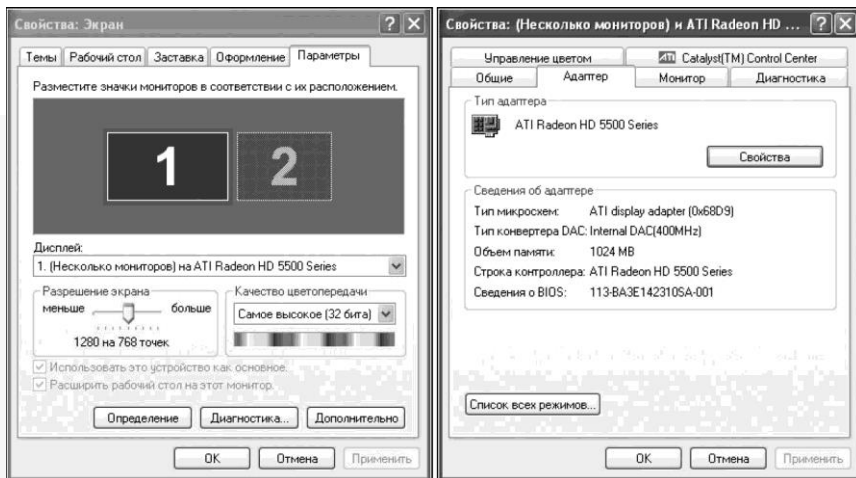 Свойства: Экран
Темы Рабочий стол Заставка Оформление Параметры
Разместите значки мониторов в соответствии с их расположением.
1 2
Дисплей:
1. (Несколько мониторов) на ATI Radeon HD 5500 Series
Разрешение экрана
меньше больше
1280 на 768 точек
Качество цветопередачи
Самое высокое (32 бита)
Использовать это устройство как основное.
Расширить рабочий стол на этот монитор.
Определение Диагностика... Дополнительно
OK Отмена Применить
Свойства: (Несколько мониторов) и ATI Radeon HD ...
Управление цветом ATI Catalyst(TM) Control Center
Общие Адаптер Монитор Диагностика
Тип адаптера
ATI Radeon HD 5500 Series
Свойства
Сведения об адаптере
Тип микросхем: ATI display adapter (0x68D9)
Тип конвертера DAC: Internal DAC(400MHz)
Объем памяти: 1024 MB
Строка контроллера: ATI Radeon HD 5500 Series
Сведения о BIOS: 113-BA3E142310SA-001
Список всех режимов...
OK Отмена Применить